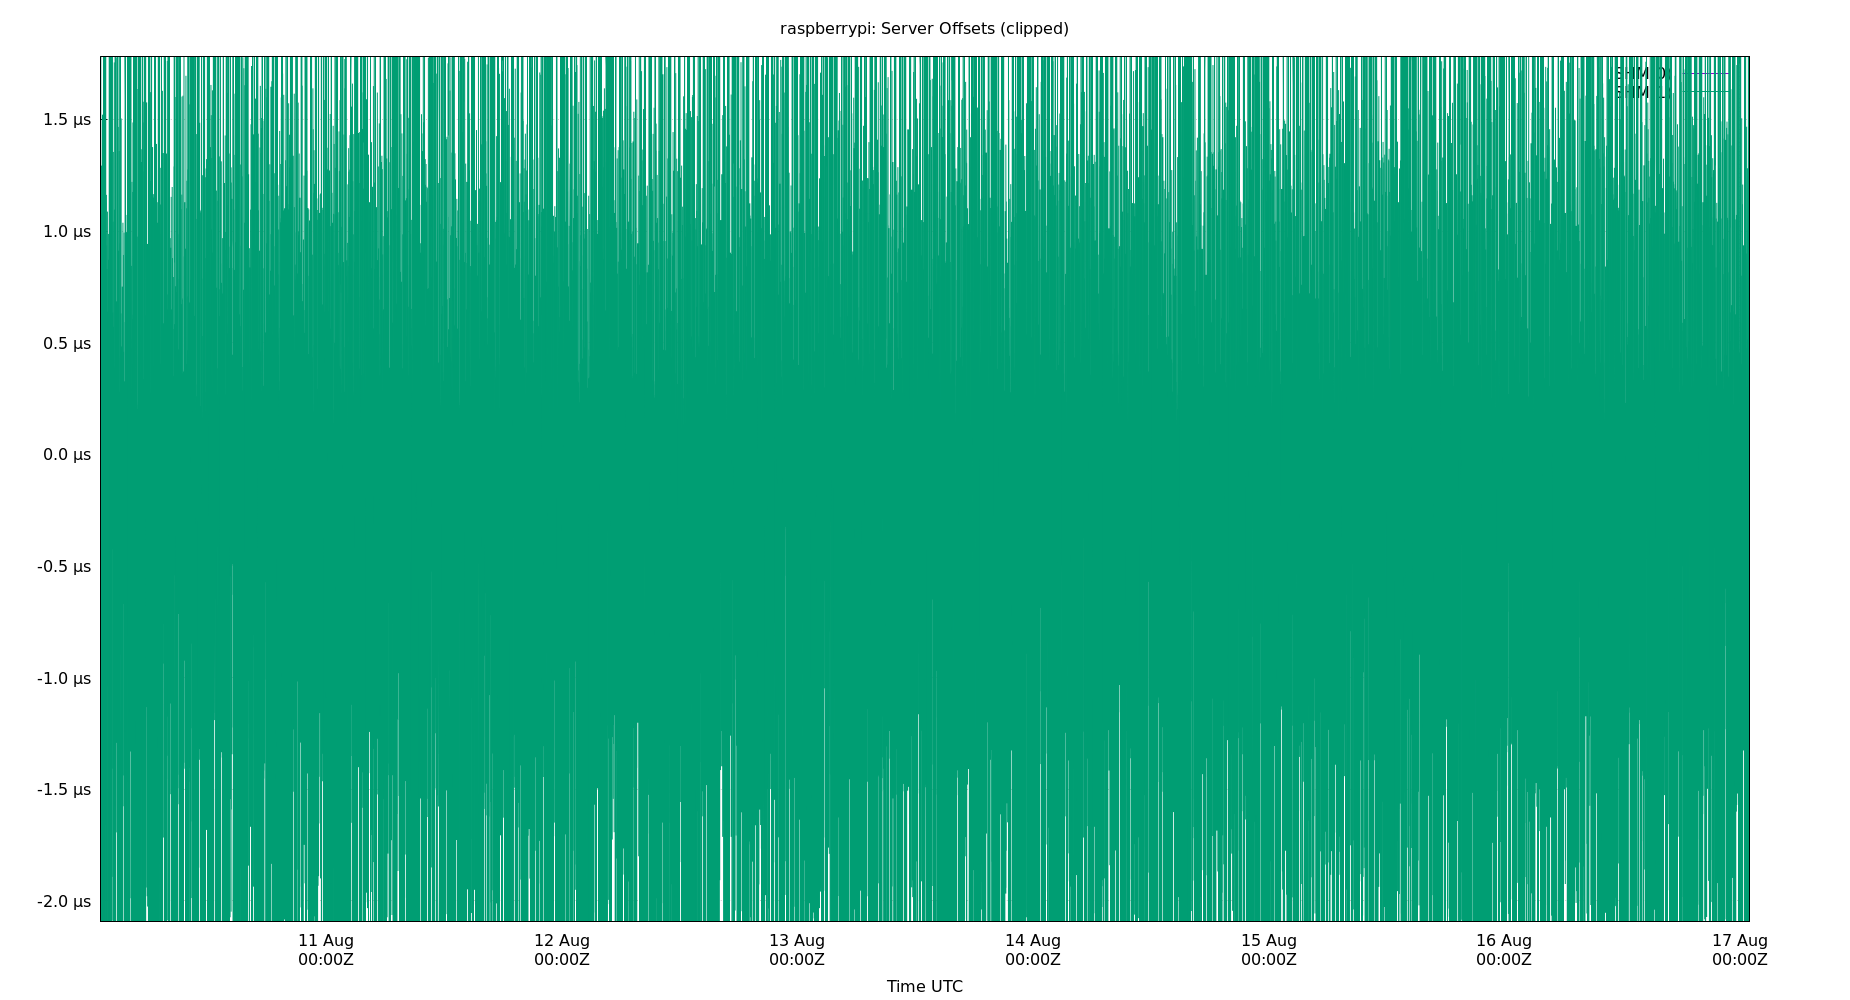 raspberrypi: Server Offsets (clipped)
1.5 µs
1.0 µs
0.5 µs
0.0 µs
-0.5 µs
-1.0 µs
-1.5 µs
-2.0 µs
11 Aug 12 Aug 13 Aug 14 Aug 15 Aug 16 Aug 17 Aug
00:00Z 00:00Z 00:00Z 00:00Z 00:00Z 00:00Z 00:00Z
Time UTC